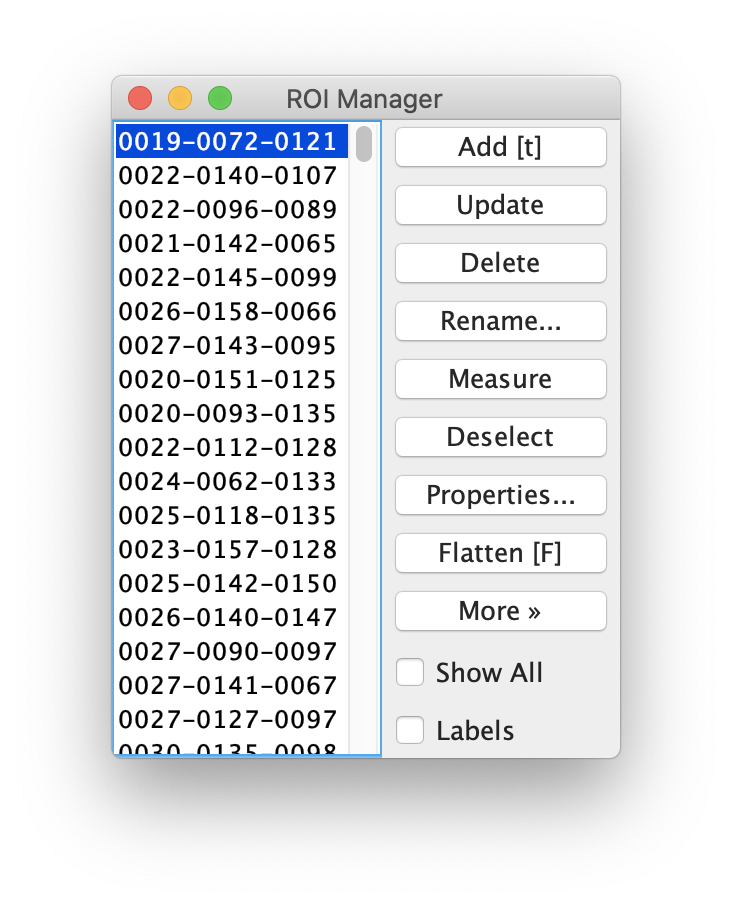 ROI Manager
0019-0072-0121
0022-0140-0107
0022-0096-0089
0021-0142-0065
0022-0145-0099
0026-0158-0066
0027-0143-0095
0020-0151-0125
0020-0093-0135
0022-0112-0128
0024-0062-0133
0025-0118-0135
0023-0157-0128
0025-0142-0150
0026-0140-0147
0027-0090-0097
0027-0141-0067
0027-0127-0097
0030-0135-0098
Add [t]
Update
Delete
Rename...
Measure
Deselect
Properties...
Flatten [F]
More »
Show All
Labels